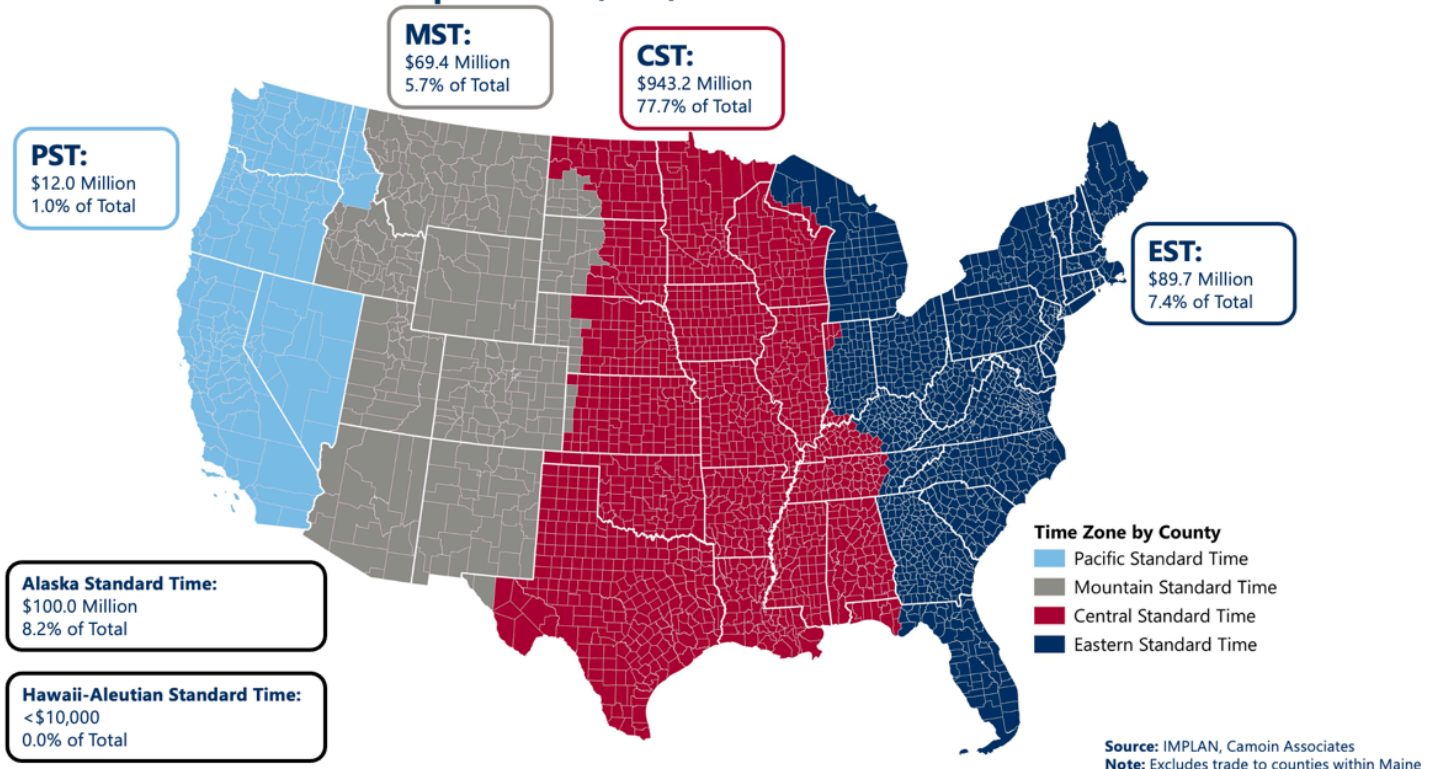 MST:
$69.4 Million
5.7% of Total
CST:
$943.2 Million
77.7% of Total
PST:
$12.0 Million
1.0% of Total
EST:
$89.7 Million
7.4% of Total
Time Zone by County
Pacific Standard Time
Mountain Standard Time
Central Standard Time
Eastern Standard Time
Alaska Standard Time:
$100.0 Million
8.2% of Total
Hawaii-Aleutian Standard Time:
<$10,000
0.0% of Total
Source: IMPLAN, Camoin Associates
Note: Excludes trade to counties within Maine